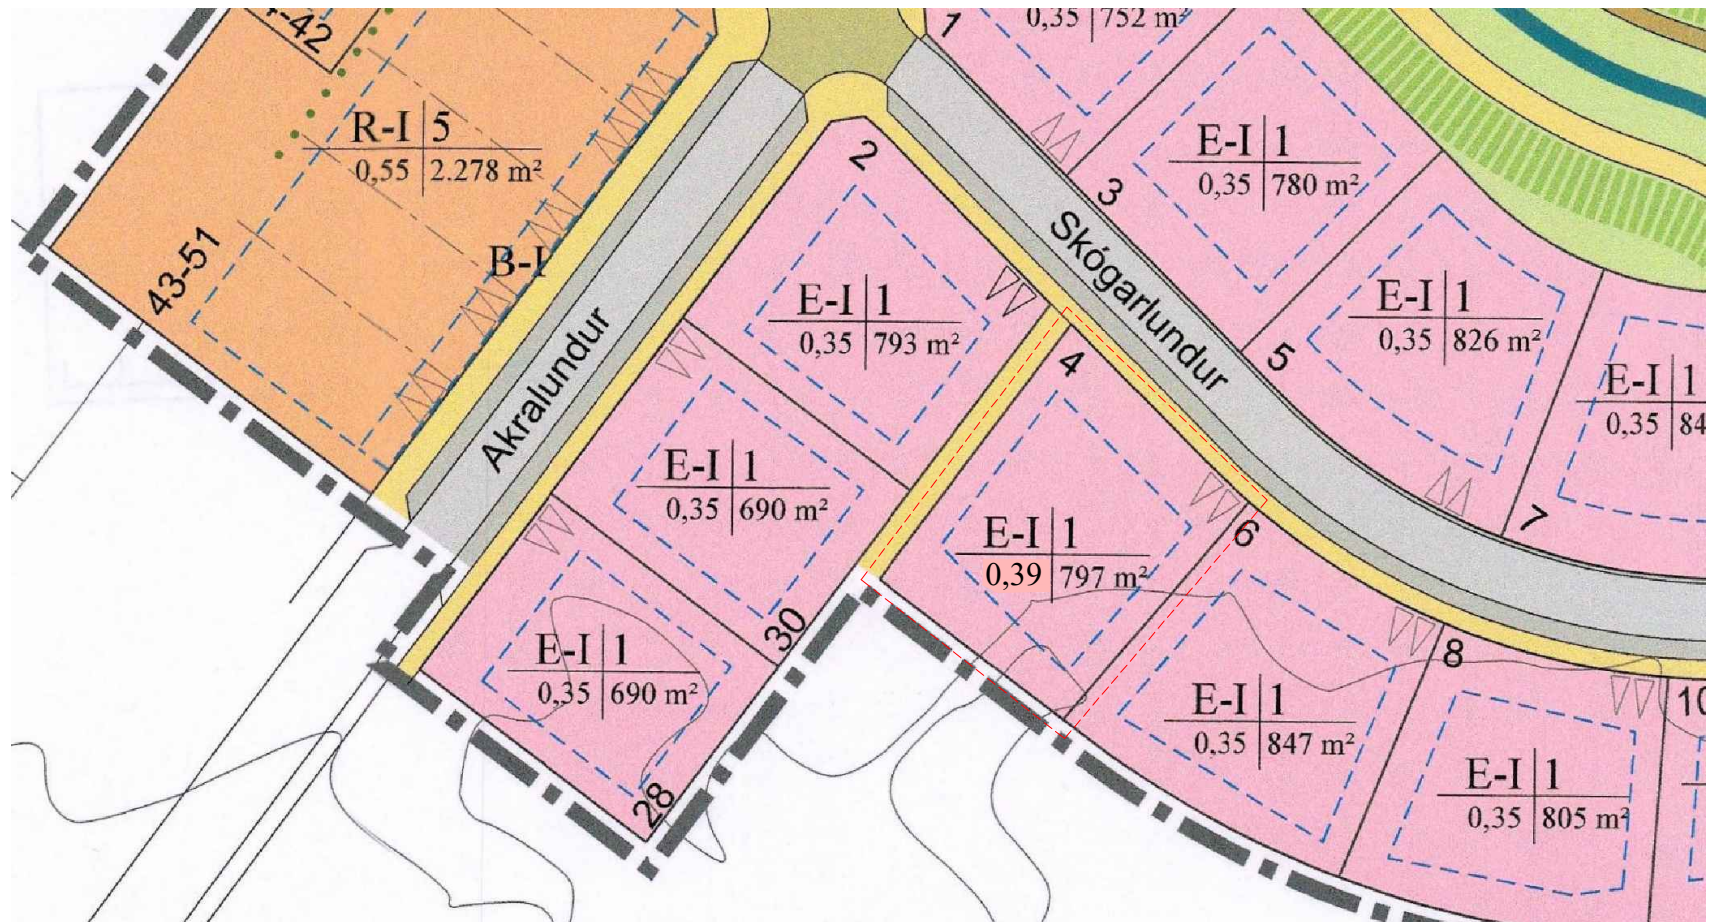 1
0,35 752 m²
-42
R-I 5
0,55 2.278 m²
43-51
B-I
Akralundur
Skógarlundur
2
E-I 1
0,35 793 m²
3
E-I 1
0,35 780 m²
5
E-I 1
0,35 826 m²
7
E-I 1
0,35 84
4
E-I 1
0,39 797 m²
E-I 1
0,35 690 m²
30
E-I 1
0,35 690 m²
28
6
E-I 1
0,35 847 m²
8
E-I 1
0,35 805 m²
10